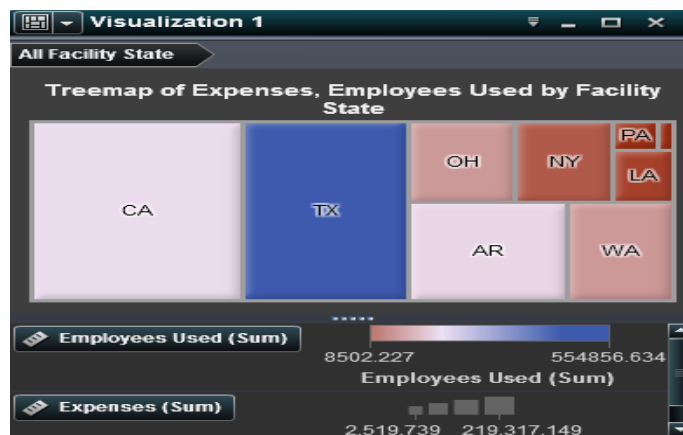 Visualization 1
All Facility State
Treemap of Expenses, Employees Used by Facility
State
CA
TX
OH
NY
PA
LA
AR
WA
Employees Used (Sum)
8502.227
554856.634
Employees Used (Sum)
Expenses (Sum)
2,519,739
219,317,149